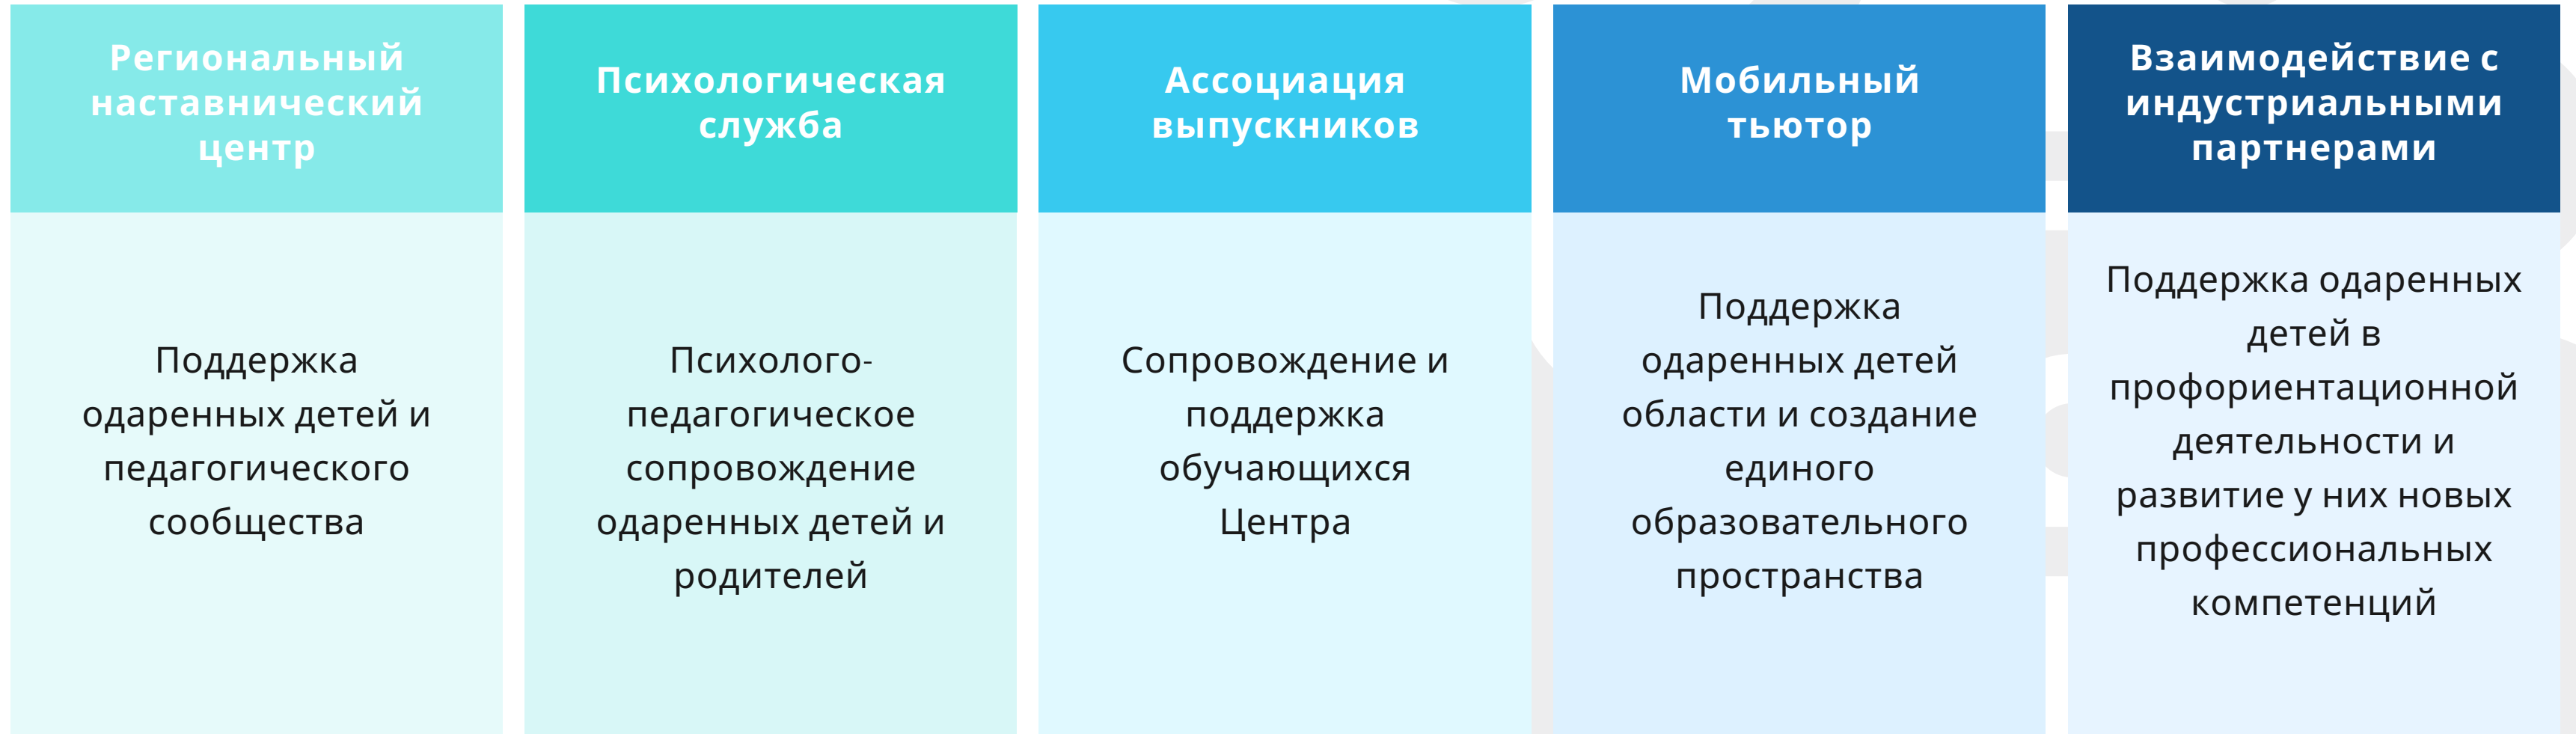 Региональный
наставнический
центр
Поддержка
одаренных детей и
педагогического
сообщества
Психологическая
служба
Психолого-
педагогическое
сопровождение
одаренных детей и
родителей
Ассоциация
выпускников
Сопровождение и
поддержка
обучающихся
Центра
Мобильный
тьютор
Поддержка
одаренных детей
области и создание
единого
образовательного
пространства
Взаимодействие с
индустриальными
партнерами
Поддержка одаренных
детей в
профориентационной
деятельности и
развитие у них новых
профессиональных
компетенций